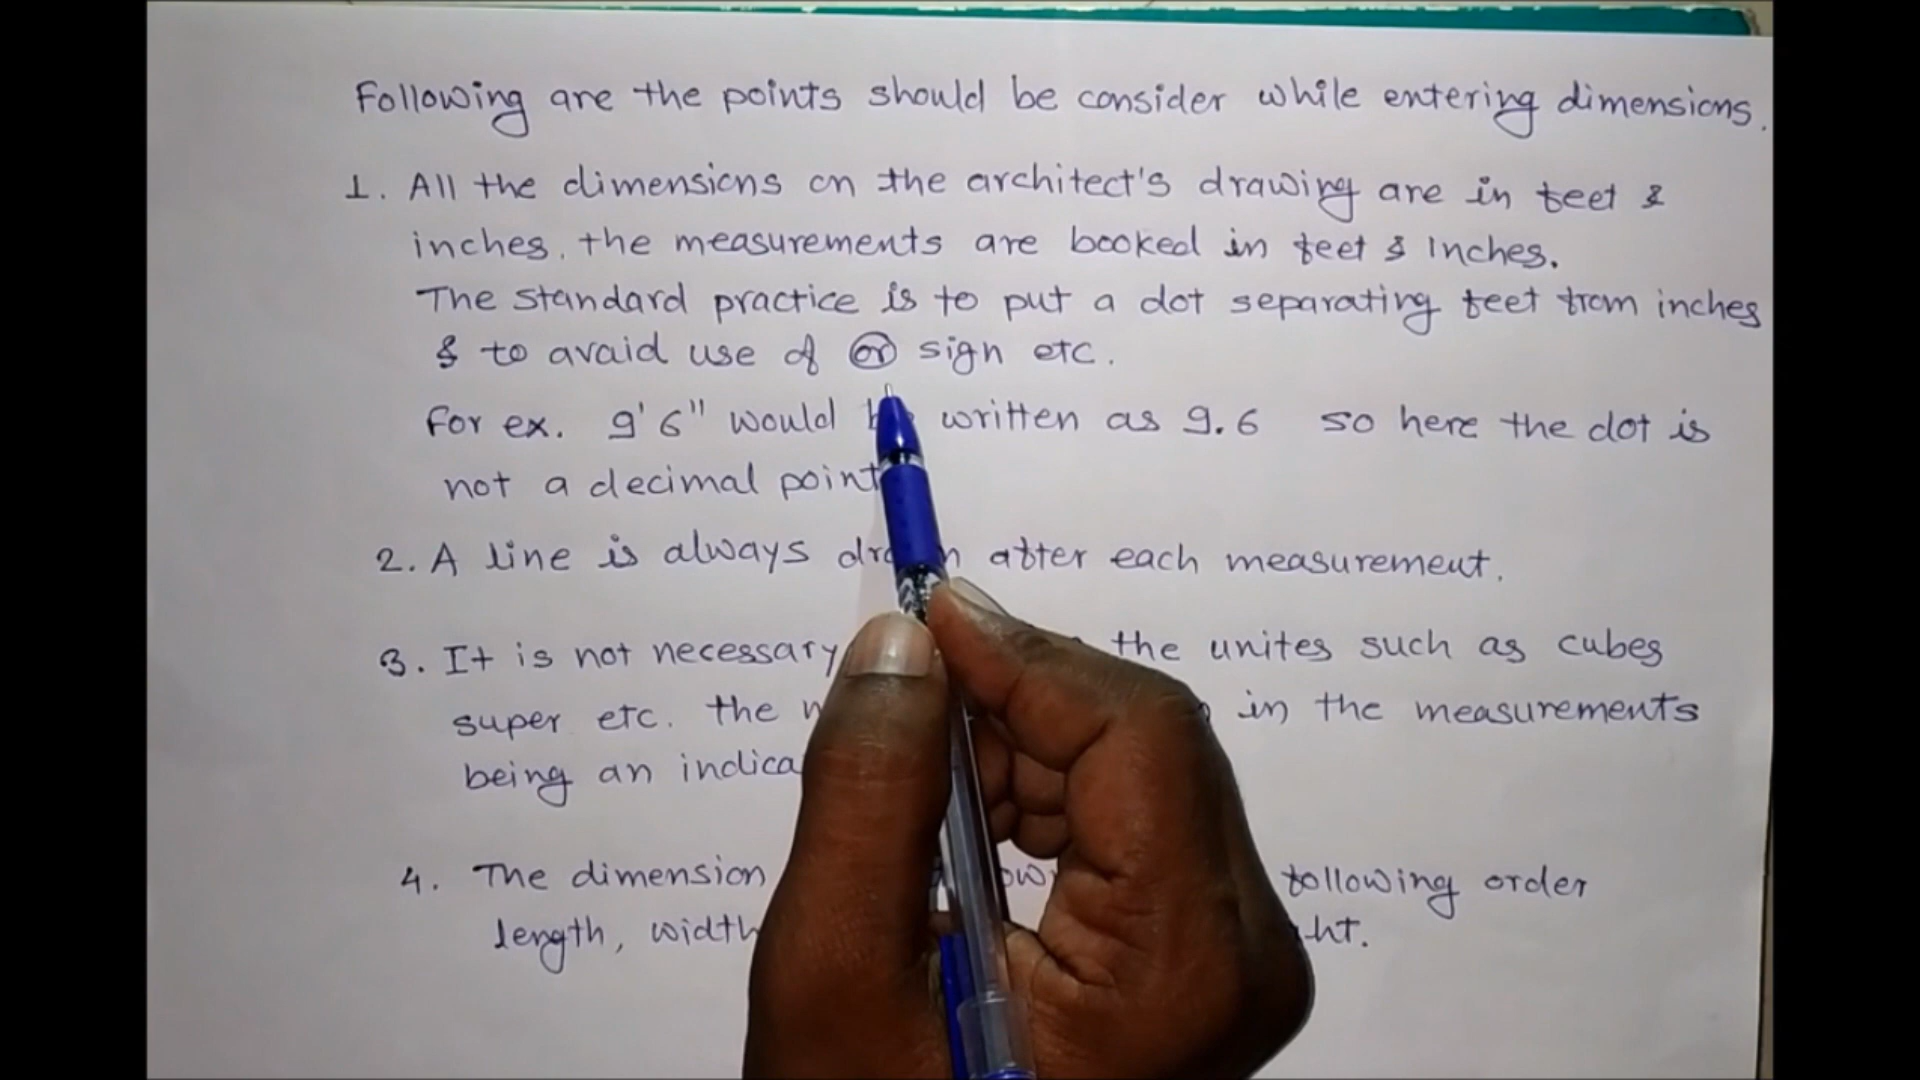 Following are the points should be consider while entering dimensions.
1. All the dimensions on the architect's drawing are in feet &
inches, the measurements are booked in feet & Inches.
The standard practice is to put a dot separating feet from inches
& to avaid use of or sign etc.
For ex. 9'6" would written as 9.6 so here the dot is
not a decimal point
2. A line is always after each measurement.
3. It is not necessary the unites such as cubes
super etc. the in the measurements
being an
4. The dimension following order
length, width